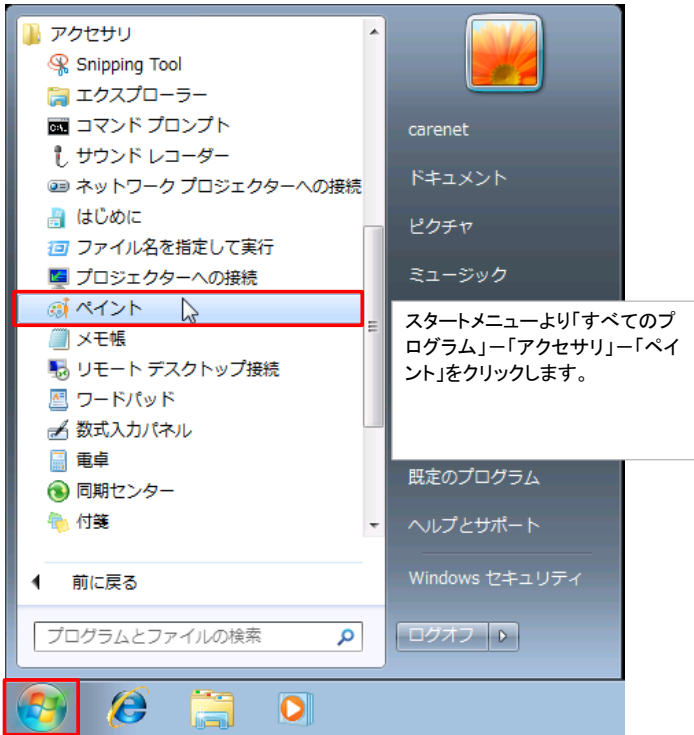 アクセサリ
Snipping Tool
エクスプローラー
コマンド プロンプト
サウンド レコーダー
ネットワーク プロジェクターへの接続
はじめに
ファイル名を指定して実行
プロジェクターへの接続
ペイント
メモ帳
リモート デスクトップ接続
ワードパッド
数式入力パネル
電卓
同期センター
付箋
前に戻る
プログラムとファイルの検索
carenet
ドキュメント
ピクチャ
ミュージック
スタートメニューより「すべてのプ
ログラム」－「アクセサリ」－「ペイ
ント」をクリックします。
既定のプログラム
ヘルプとサポート
Windows セキュリティ
ログオフ